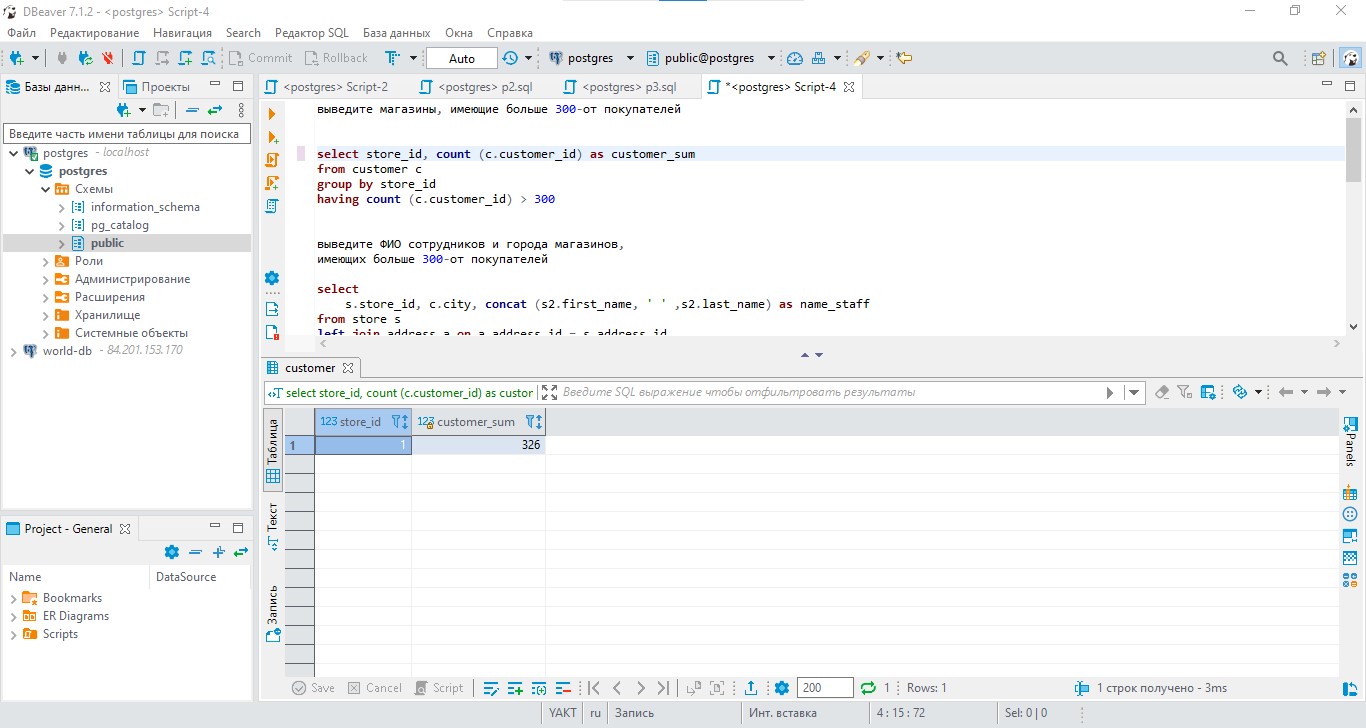 DBeaver 7.1.2 - <postgres> Script-4
Файл Редактирование Навигация Search Редактор SQL База данных Окна Справка
Commit Rollback Auto postgres public@postgres
Базы данн... Проекты
<postgres> Script-2 <postgres> p2.sql <postgres> p3.sql *<postgres> Script-4
Введите часть имени таблицы для поиска
postgres - localhost
postgres
Схемы
information_schema
pg_catalog
public
Роли
Администрирование
Расширения
Хранилище
Системные объекты
world-db - 84.201.153.170
выведите магазины, имеющие больше 300-от покупателей
select store_id, count (c.customer_id) as customer_sum
from customer c
group by store_id
having count (c.customer_id) > 300
выведите ФИО сотрудников и города магазинов,
имеющих больше 300-от покупателей
select
s.store_id, c.city, concat (s2.first_name, ' ' ,s2.last_name) as name_staff
from store s
left join address a on a.address_id = s.address_id
customer
select store_id, count (c.customer_id) as custor
Введите SQL выражение чтобы отфильтровать результаты
Таблица
Текст
Запись
123 store_id 123 customer_sum
1 1 326
Panels
Project - General
Name DataSource
Bookmarks
ER Diagrams
Scripts
Save Cancel Script 200 1 Rows: 1 1 строк получено - 3ms
YAKT ru Запись Инт. вставка 4 : 15 : 72 Sel: 0 | 0